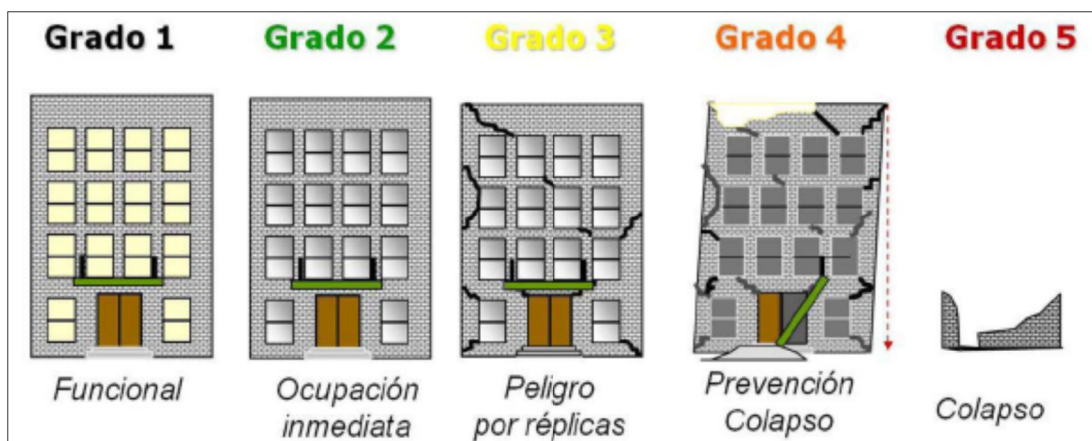 Grado 1
Grado 2
Grado 3
Grado 4
Grado 5
Funcional
Ocupación
inmediata
Peligro
por réplicas
Prevención
Colapso
Colapso